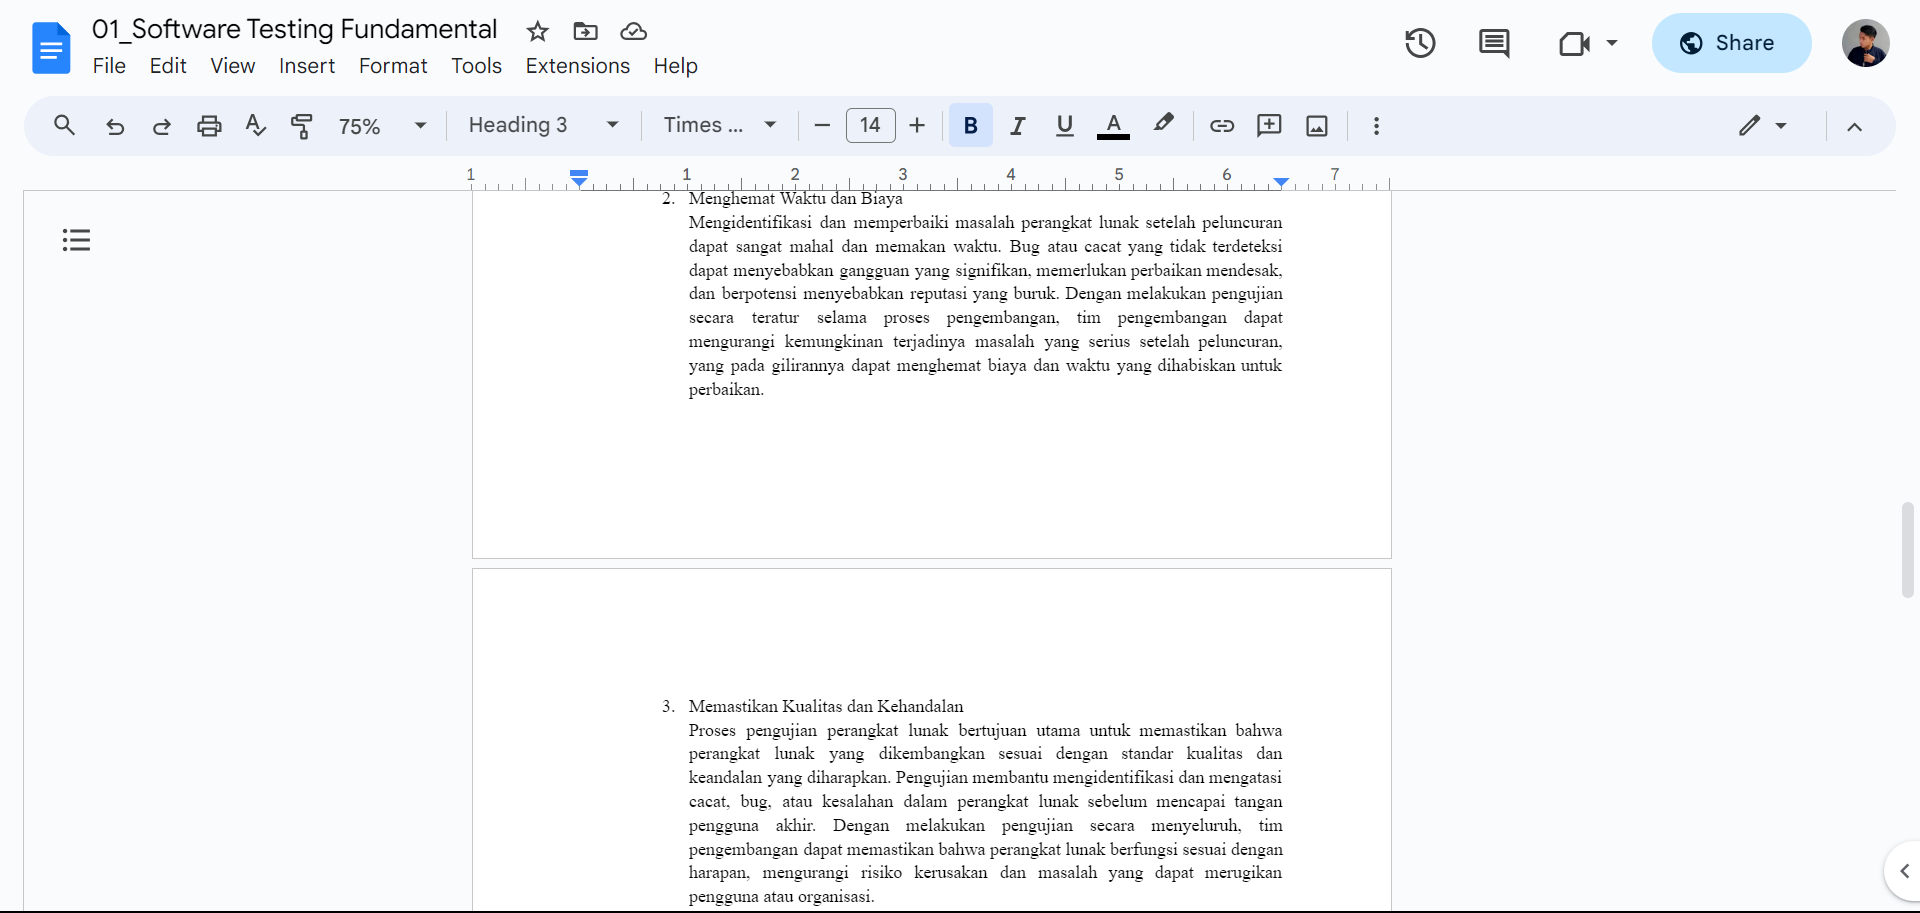 01_Software Testing Fundamental
File Edit View Insert Format Tools Extensions Help
Share
75% Heading 3 Times ... 14 B I U A
1 1 2 3 4 5 6 7
2. Menghemat Waktu dan Biaya
Mengidentifikasi dan memperbaiki masalah perangkat lunak setelah peluncuran
dapat sangat mahal dan memakan waktu. Bug atau cacat yang tidak terdeteksi
dapat menyebabkan gangguan yang signifikan, memerlukan perbaikan mendesak,
dan berpotensi menyebabkan reputasi yang buruk. Dengan melakukan pengujian
secara teratur selama proses pengembangan, tim pengembangan dapat
mengurangi kemungkinan terjadinya masalah yang serius setelah peluncuran,
yang pada gilirannya dapat menghemat biaya dan waktu yang dihabiskan untuk
perbaikan.
3. Memastikan Kualitas dan Kehandalan
Proses pengujian perangkat lunak bertujuan utama untuk memastikan bahwa
perangkat lunak yang dikembangkan sesuai dengan standar kualitas dan
keandalan yang diharapkan. Pengujian membantu mengidentifikasi dan mengatasi
cacat, bug, atau kesalahan dalam perangkat lunak sebelum mencapai tangan
pengguna akhir. Dengan melakukan pengujian secara menyeluruh, tim
pengembangan dapat memastikan bahwa perangkat lunak berfungsi sesuai dengan
harapan, mengurangi risiko kerusakan dan masalah yang dapat merugikan
pengguna atau organisasi.